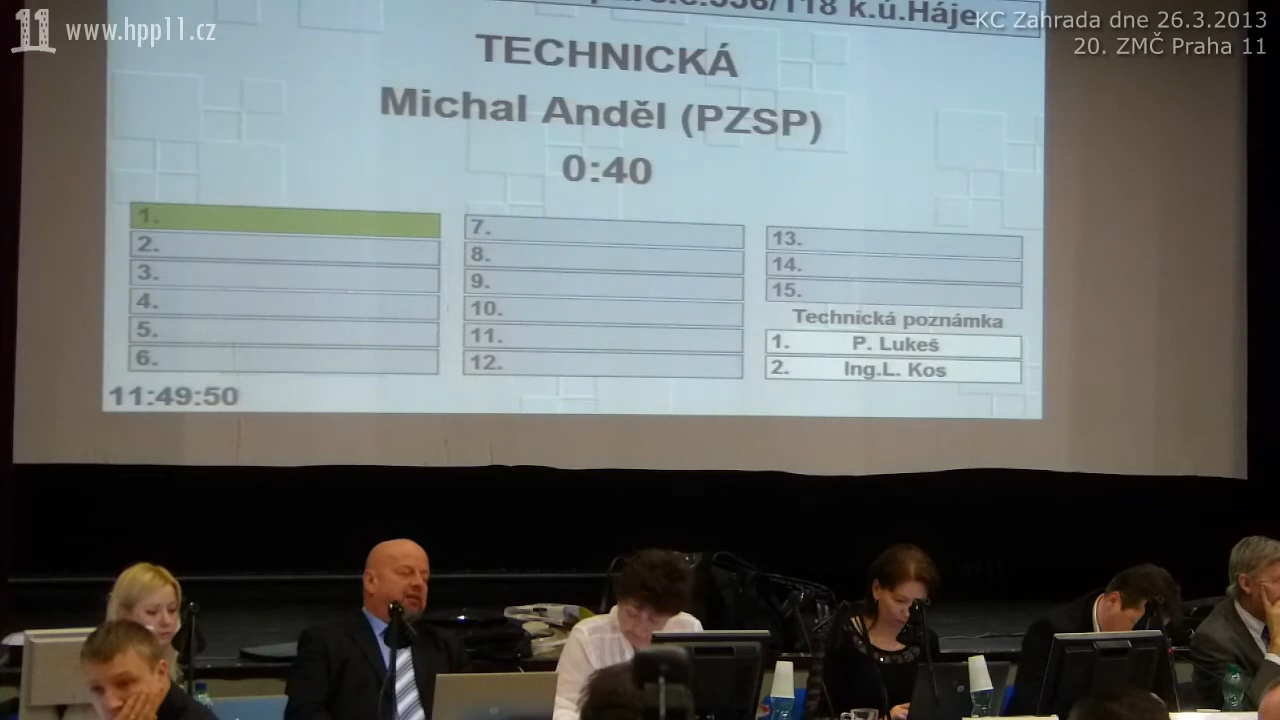 11 www.hpp11.cz
KC Zahrada dne 26.3.2013
20. ZMČ Praha 11
k.ú.Háje
TECHNICKÁ
Michal Anděl (PZSP)
0:40
1.
2.
3.
4.
5.
6.
7.
8.
9.
10.
11.
12.
13.
14.
15.
Technická poznámka
1. P. Lukeš
2. Ing.L. Kos
11:49:50